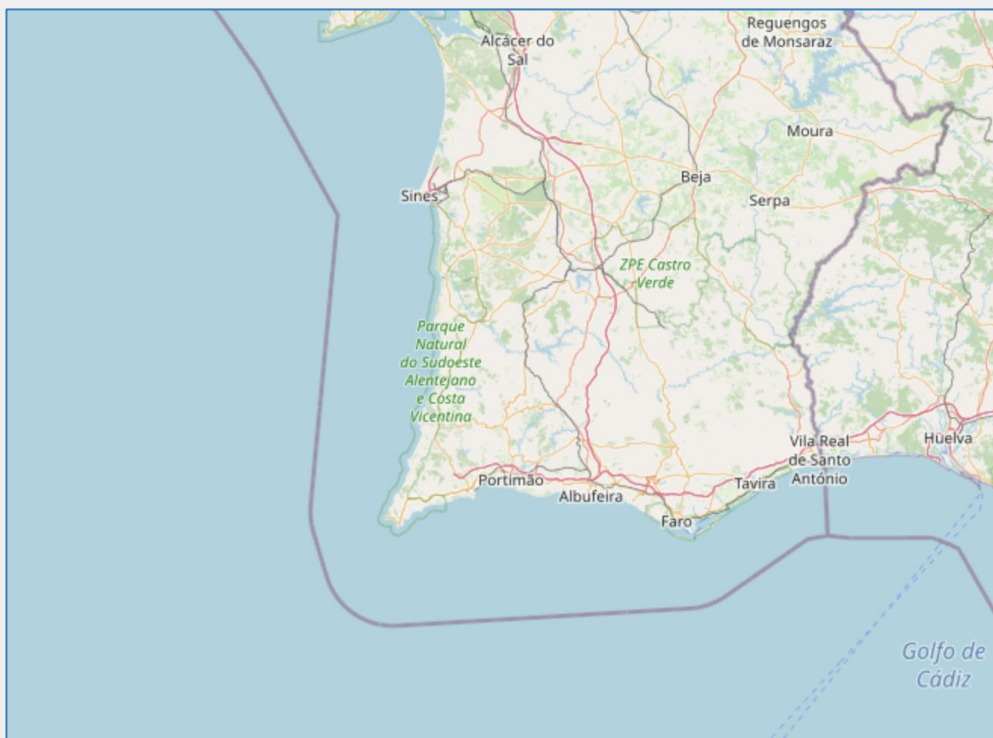 Reguengos
de Monsaraz
Alcácer do
Sal
Moura
Beja
Serpa
Sines
ZPE Castro
Verde
Parque
Natural
do Sudoeste
Alentejano
e Costa
Vicentina
Huelva
Vila Real
de Santo
António
Portimão
Tavira
Albufeira
Faro
Golfo de
Cádiz